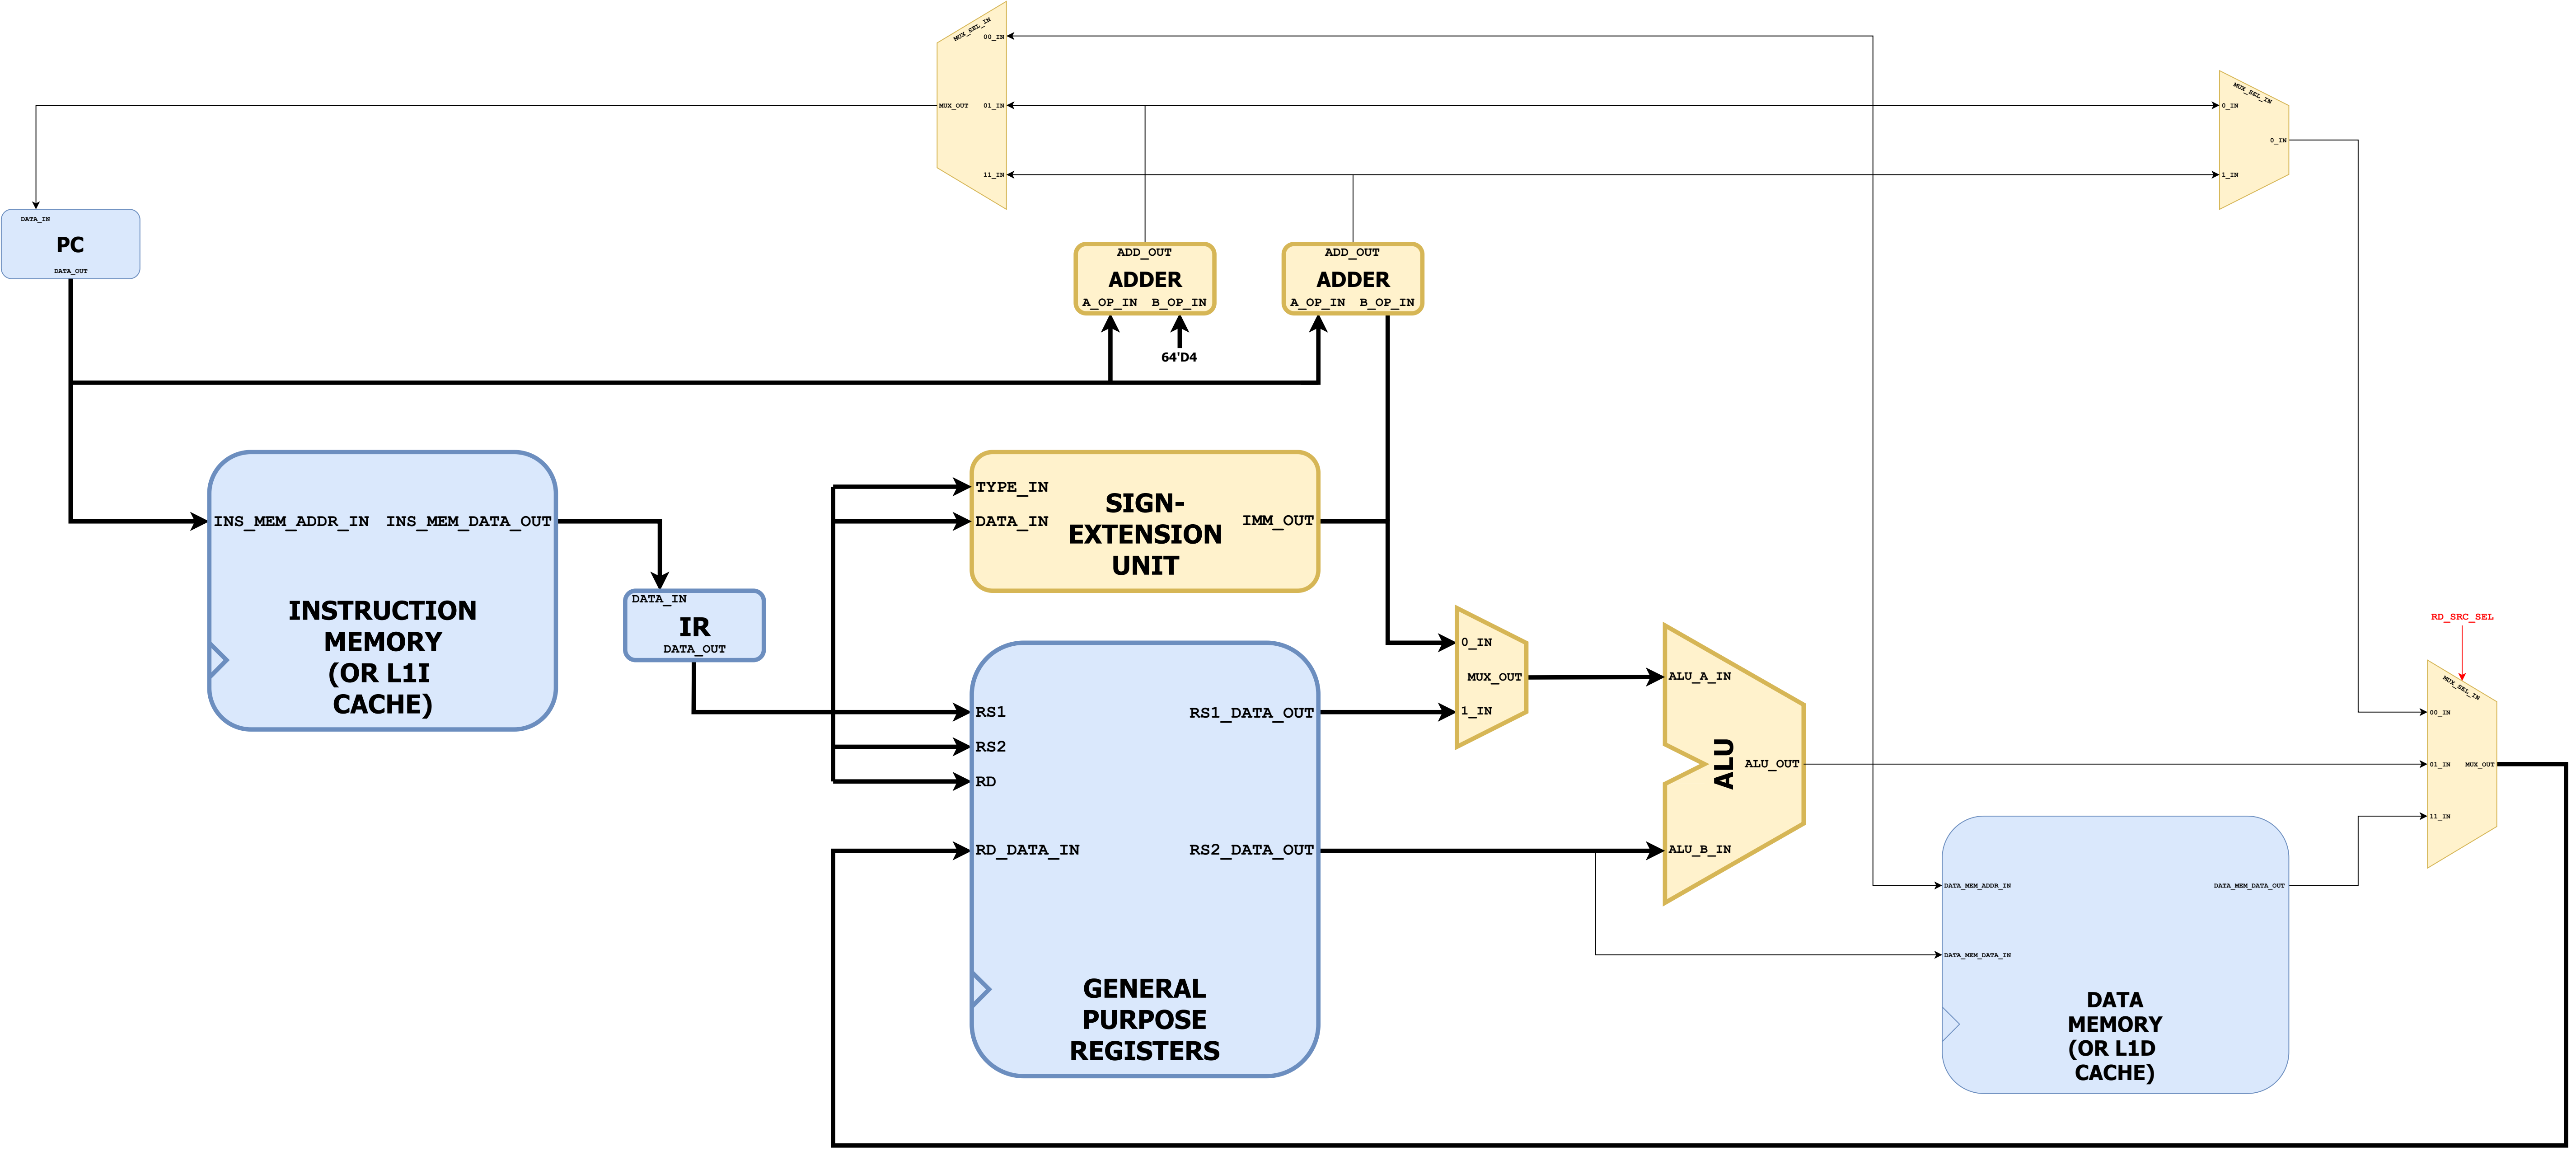 MUX_SEL_IN
00_IN
MUX_OUT
01_IN
11_IN
MUX_SEL_IN
0_IN
0_IN
1_IN
DATA_IN
PC
DATA_OUT
ADD_OUT
ADDER
A_OP_IN B_OP_IN
64'D4
ADD_OUT
ADDER
A_OP_IN B_OP_IN
INS_MEM_ADDR_IN INS_MEM_DATA_OUT
INSTRUCTION
MEMORY
(OR L1I
CACHE)
DATA_IN
IR
DATA_OUT
TYPE_IN
DATA_IN
SIGN-
EXTENSION
UNIT
IMM_OUT
RS1
RS2
RD
RD_DATA_IN
RS1_DATA_OUT
RS2_DATA_OUT
GENERAL
PURPOSE
REGISTERS
0_IN
MUX_OUT
1_IN
ALU_A_IN
ALU
ALU_OUT
ALU_B_IN
DATA_MEM_ADDR_IN
DATA_MEM_DATA_OUT
DATA_MEM_DATA_IN
DATA
MEMORY
(OR L1D
CACHE)
RD_SRC_SEL
MUX_SEL_IN
00_IN
01_IN
MUX_OUT
11_IN